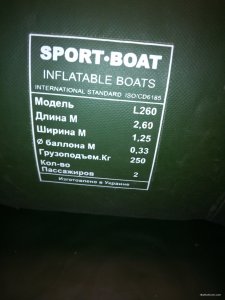 SPORT·BOAT
INFLATABLE BOATS
INTERNATIONAL STANDARD ISO/CD6185
Модель L260
Длина М 2,60
Ширина М 1,25
Ø баллона М 0,33
Грузоподъем.Кг 250
Кол-во
Пассажиров 2
Изготовлено в Украине